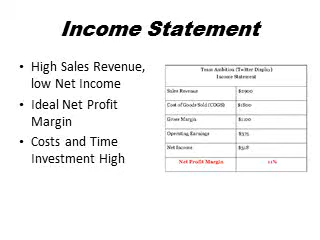 Income Statement
• High Sales Revenue,
low Net Income
• Ideal Net Profit
Margin
• Costs and Time
Investment High
Team Ambition (Twitter Display)
Income Statement
Sales Revenue
Cost of Goods Sold (COGS)
Gross Margin
Operating Earnings
Net Income
Net Profit Margin 11%